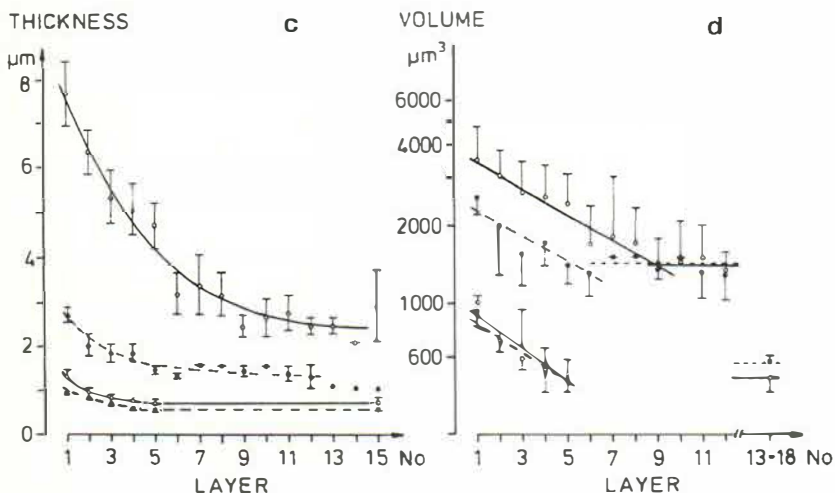 THICKNESS c
µm
8
6
4
2
1
0
1 3 5 7 9 11 13 15 No
LAYER
VOLUME d
µm³
6000
4000
2000
1000
600
1 3 5 7 9 11 13-18 No
LAYER